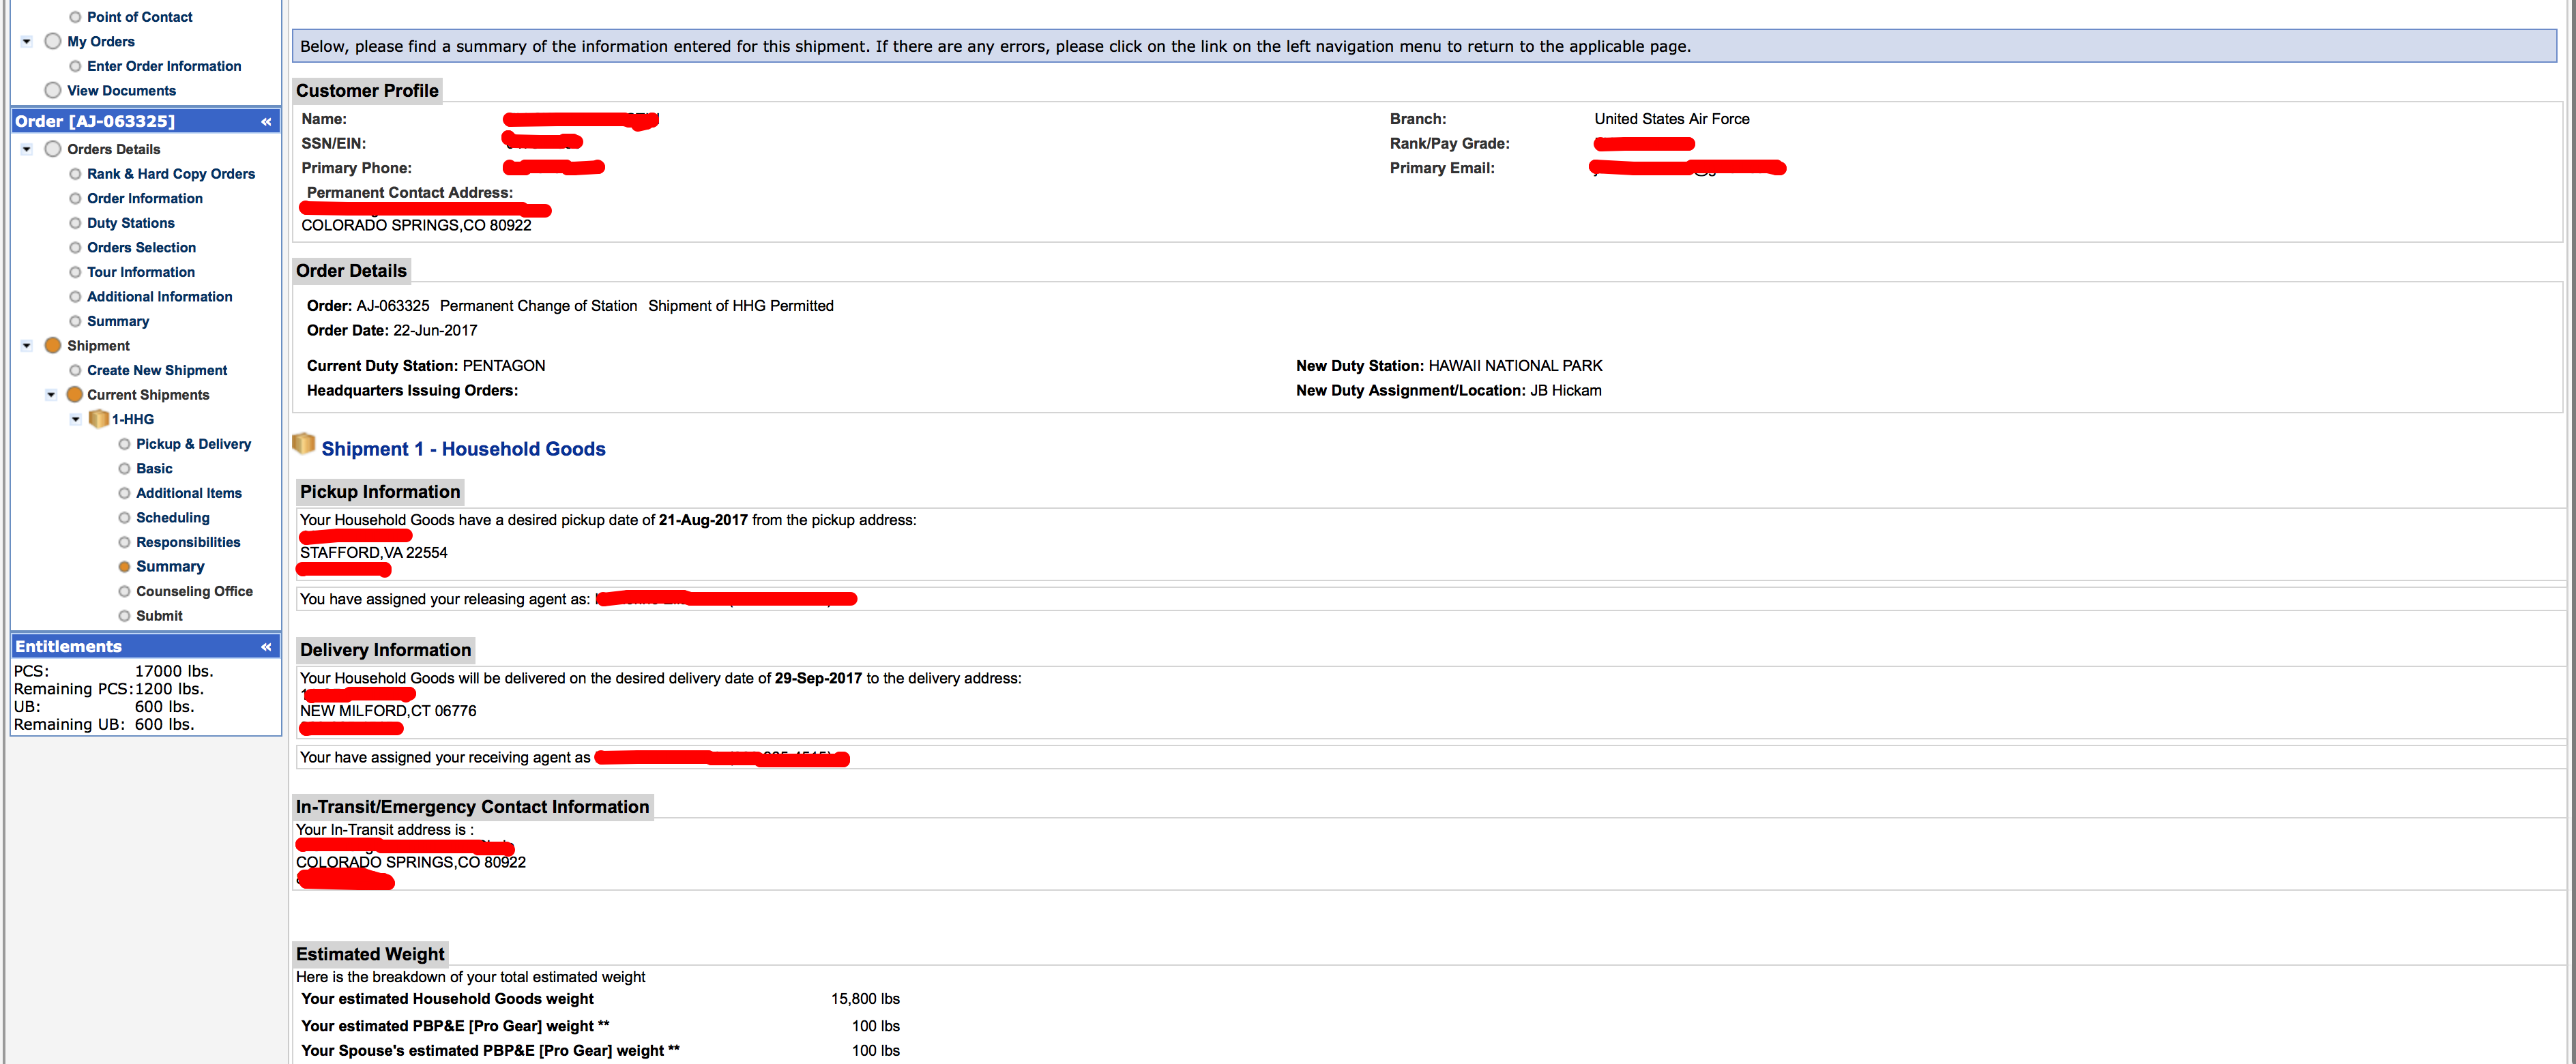 Point of Contact
My Orders
Enter Order Information
View Documents
Order [AJ-063325] «
Orders Details
Rank & Hard Copy Orders
Order Information
Duty Stations
Orders Selection
Tour Information
Additional Information
Summary
Shipment
Create New Shipment
Current Shipments
1-HHG
Pickup & Delivery
Basic
Additional Items
Scheduling
Responsibilities
Summary
Counseling Office
Submit
Entitlements «
PCS: 17000 lbs.
Remaining PCS: 1200 lbs.
UB: 600 lbs.
Remaining UB: 600 lbs.
Below, please find a summary of the information entered for this shipment. If there are any errors, please click on the link on the left navigation menu to return to the applicable page.
Customer Profile
Name:
Branch: United States Air Force
SSN/EIN:
Rank/Pay Grade:
Primary Phone:
Primary Email:
Permanent Contact Address:
COLORADO SPRINGS,CO 80922
Order Details
Order: AJ-063325 Permanent Change of Station Shipment of HHG Permitted
Order Date: 22-Jun-2017
Current Duty Station: PENTAGON
New Duty Station: HAWAII NATIONAL PARK
Headquarters Issuing Orders:
New Duty Assignment/Location: JB Hickam
Shipment 1 - Household Goods
Pickup Information
Your Household Goods have a desired pickup date of 21-Aug-2017 from the pickup address:
STAFFORD,VA 22554
You have assigned your releasing agent as:
Delivery Information
Your Household Goods will be delivered on the desired delivery date of 29-Sep-2017 to the delivery address:
NEW MILFORD,CT 06776
Your have assigned your receiving agent as
In-Transit/Emergency Contact Information
Your In-Transit address is :
COLORADO SPRINGS,CO 80922
Estimated Weight
Here is the breakdown of your total estimated weight
Your estimated Household Goods weight 15,800 lbs
Your estimated PBP&E [Pro Gear] weight ** 100 lbs
Your Spouse's estimated PBP&E [Pro Gear] weight ** 100 lbs